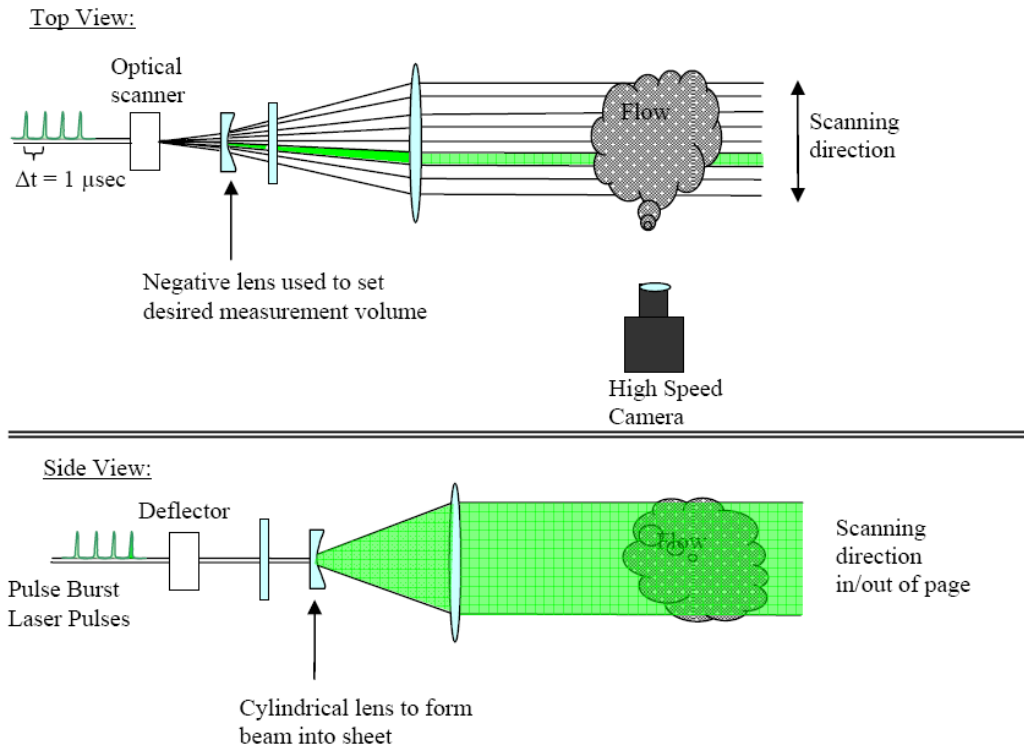 Top View:
Optical
scanner
Flow
Scanning
direction
Δt = 1 μsec
Negative lens used to set
desired measurement volume
High Speed
Camera
Side View:
Deflector
Flow
Scanning
direction
in/out of page
Pulse Burst
Laser Pulses
Cylindrical lens to form
beam into sheet